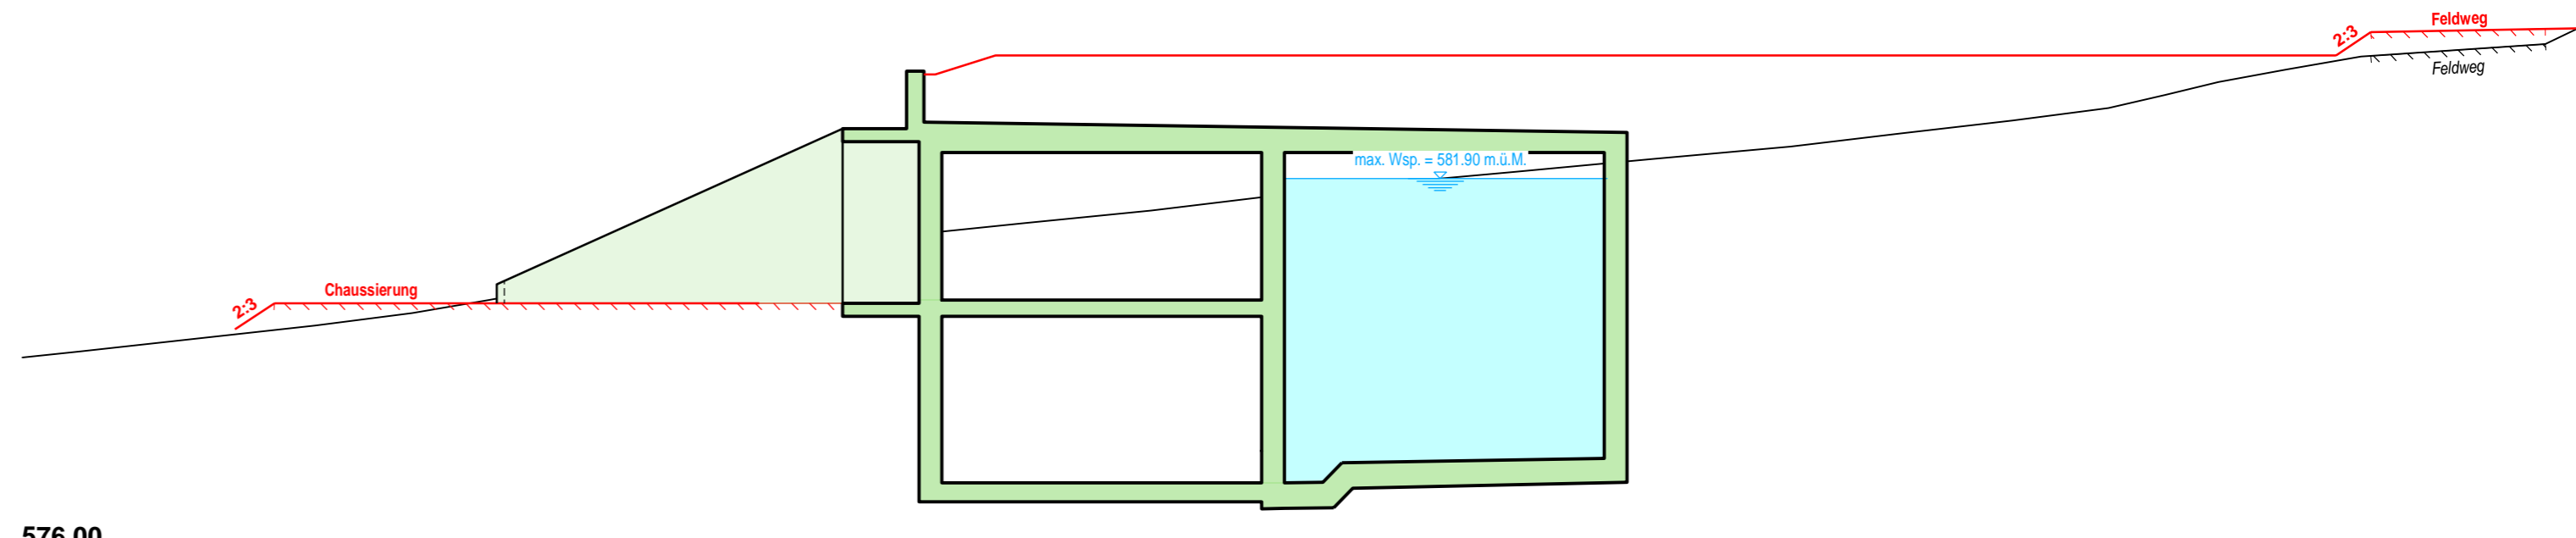 Feldweg
2:3
Feldweg
max. Wsp. = 581.90 m.ü.M.
Chaussierung
2:3
576.00